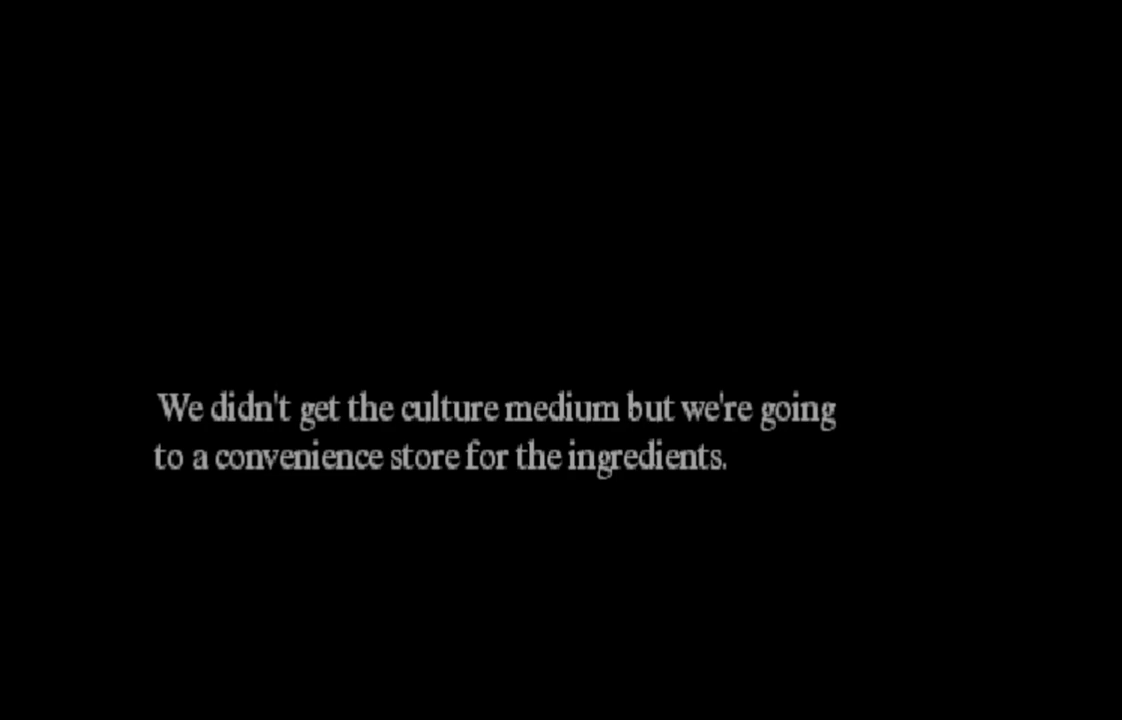 We didn't get the culture medium but we're going
to a convenience store for the ingredients.